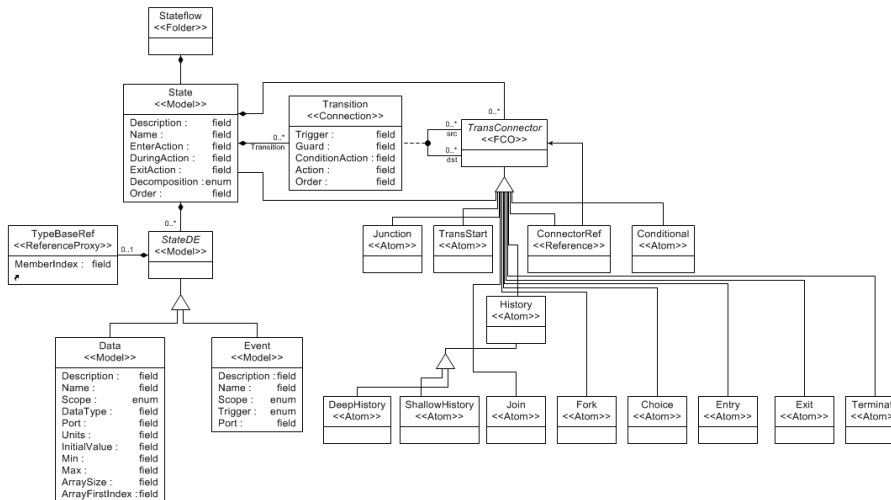 Stateflow
<<Folder>>
State
<<Model>>
Description : field
Name : field
EnterAction : field
DuringAction : field
ExitAction : field
Decomposition : enum
Order : field
0..*
Transition
Transition
<<Connection>>
Trigger : field
Guard : field
ConditionAction : field
Action : field
Order : field
0..*
src
0..*
dst
0..*
TransConnector
<<FCO>>
TypeBaseRef
<<ReferenceProxy>>
MemberIndex : field
0..1
0..*
StateDE
<<Model>>
Junction
<<Atom>>
TransStart
<<Atom>>
ConnectorRef
<<Reference>>
Conditional
<<Atom>>
History
<<Atom>>
Data
<<Model>>
Description : field
Name : field
Scope : enum
DataType : field
Port : field
Units : field
InitialValue : field
Min : field
Max : field
ArraySize : field
ArrayFirstIndex : field
Event
<<Model>>
Description : field
Name : field
Scope : enum
Trigger : enum
Port : field
DeepHistory
<<Atom>>
ShallowHistory
<<Atom>>
Join
<<Atom>>
Fork
<<Atom>>
Choice
<<Atom>>
Entry
<<Atom>>
Exit
<<Atom>>
Terminat
<<Atom>>